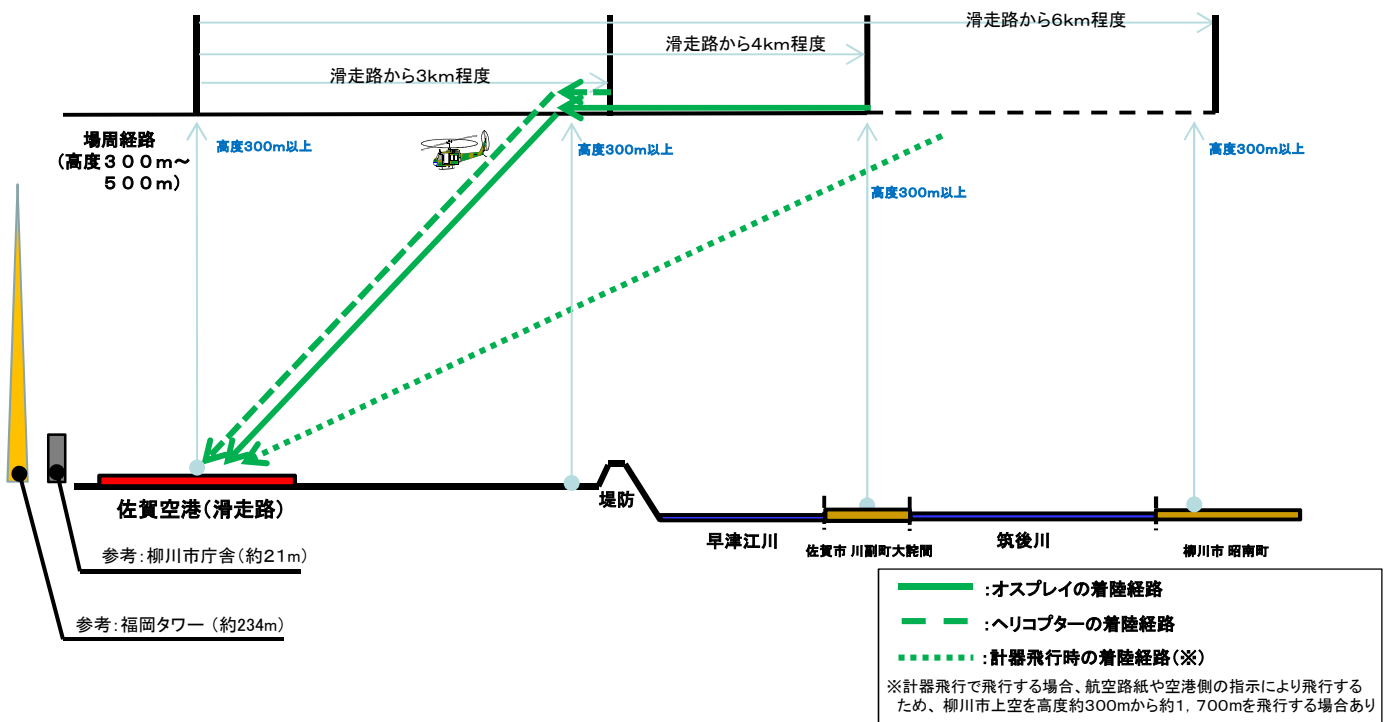 滑走路から6km程度
滑走路から4km程度
滑走路から3km程度
場周経路
(高度300m～
500m)
高度300m以上
高度300m以上
高度300m以上
高度300m以上
佐賀空港(滑走路)
堤防
早津江川
佐賀市 川副町大詫間
筑後川
柳川市 昭南町
参考:柳川市庁舎(約21m)
参考:福岡タワー (約234m)
:オスプレイの着陸経路
:ヘリコプターの着陸経路
:計器飛行時の着陸経路(※)
※計器飛行で飛行する場合、航空路紙や空港側の指示により飛行する
ため、柳川市上空を高度約300mから約1,700mを飛行する場合あり